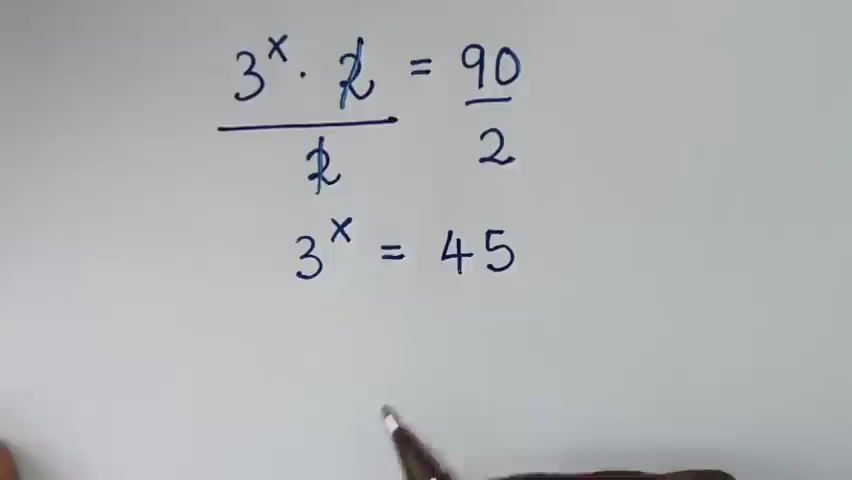 3^x · 2 = 90
2 2
3^x = 45